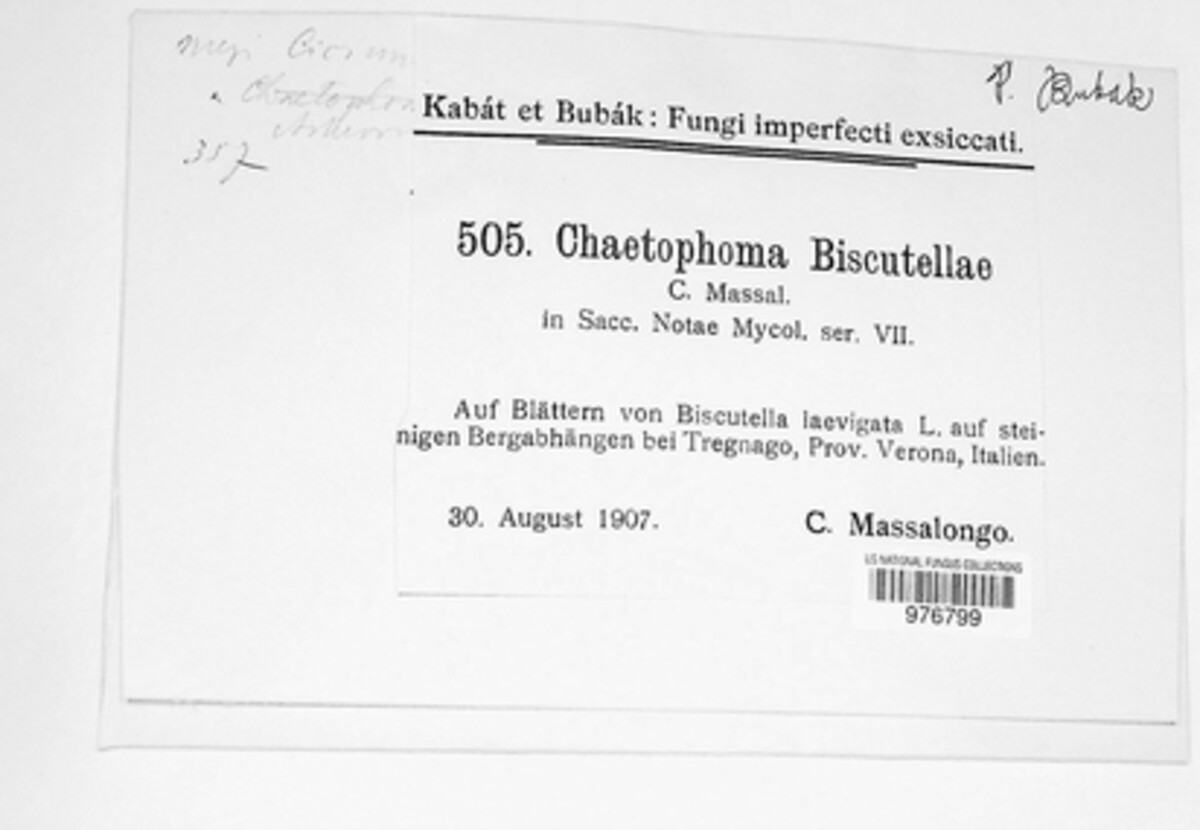 357
P. Bubák
Kabát et Bubák: Fungi imperfecti exsiccati.
505. Chaetophoma Biscutellae
C. Massal.
in Sacc. Notae Mycol. ser. VII.
Auf Blättern von Biscutella laevigata L. auf stei-
nigen Bergabhängen bei Tregnago, Prov. Verona, Italien.
30. August 1907.
C. Massalongo.
US NATIONAL FUNGUS COLLECTIONS
976799